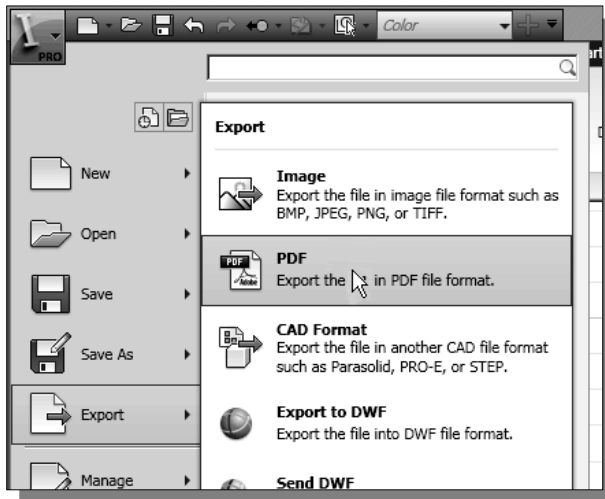 Color
PRO
Export
New
Open
Save
Save As
Export
Manage
Image
Export the file in image file format such as
BMP, JPEG, PNG, or TIFF.
PDF
PDF
Adobe
Export the in PDF file format.
CAD Format
Export the file in another CAD file format
such as Parasolid, PRO-E, or STEP.
Export to DWF
Export the file into DWF file format.
Send DWF